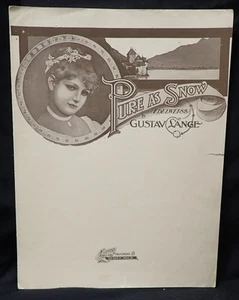 PURE AS SNOW
(EDELWEISS)
GUSTAV LANGE